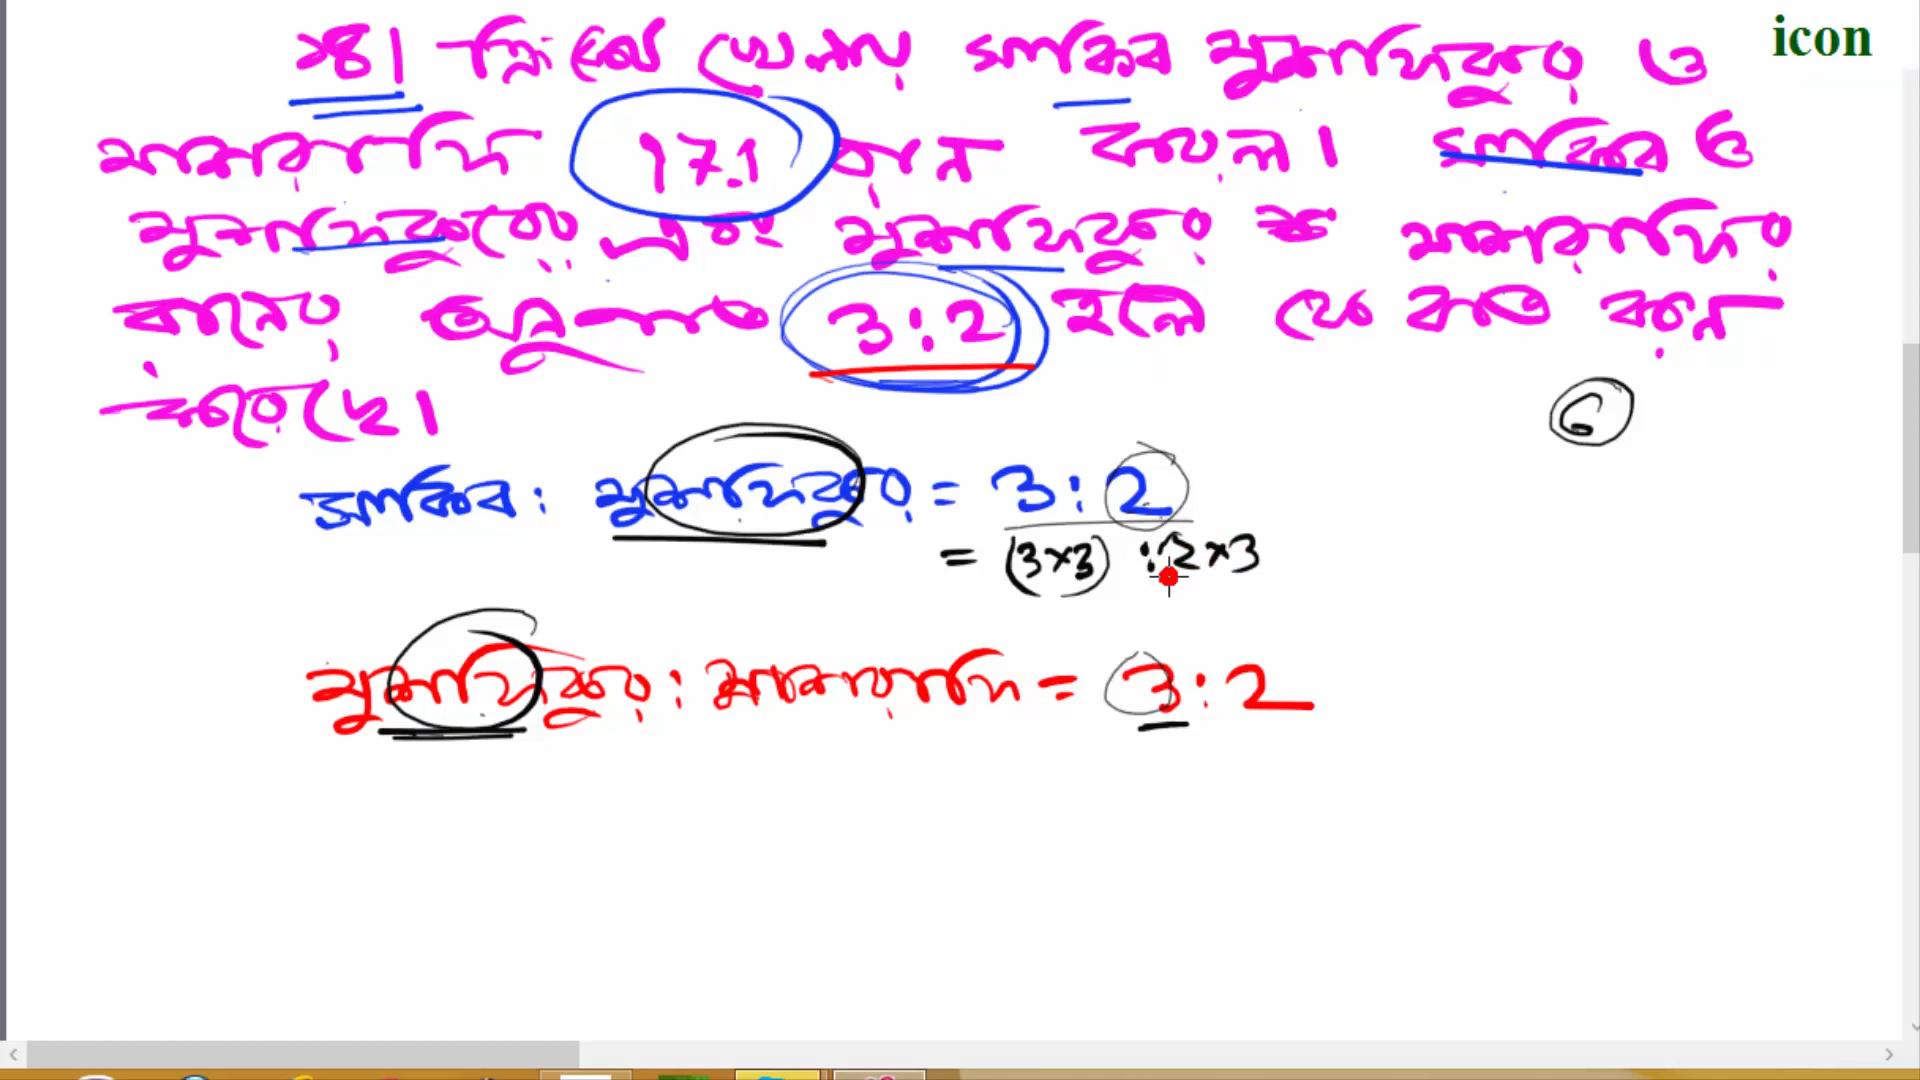 icon
২৪। ক্রিকেট খেলায় সাকিব মুশফিকুর ও
মাশরাফি 171 রান করল। সাকিব ও
মুশফিকুরের এবং মুশফিকুর ও মাশরাফির
রানের অনুপাত 3:2 হলে কে কত রান
করেছে।
6
সাকিব : মুশফিকুর = 3 : 2
= (3×3) : 2×3
মুশফিকুর : মাশরাফি = 3 : 2